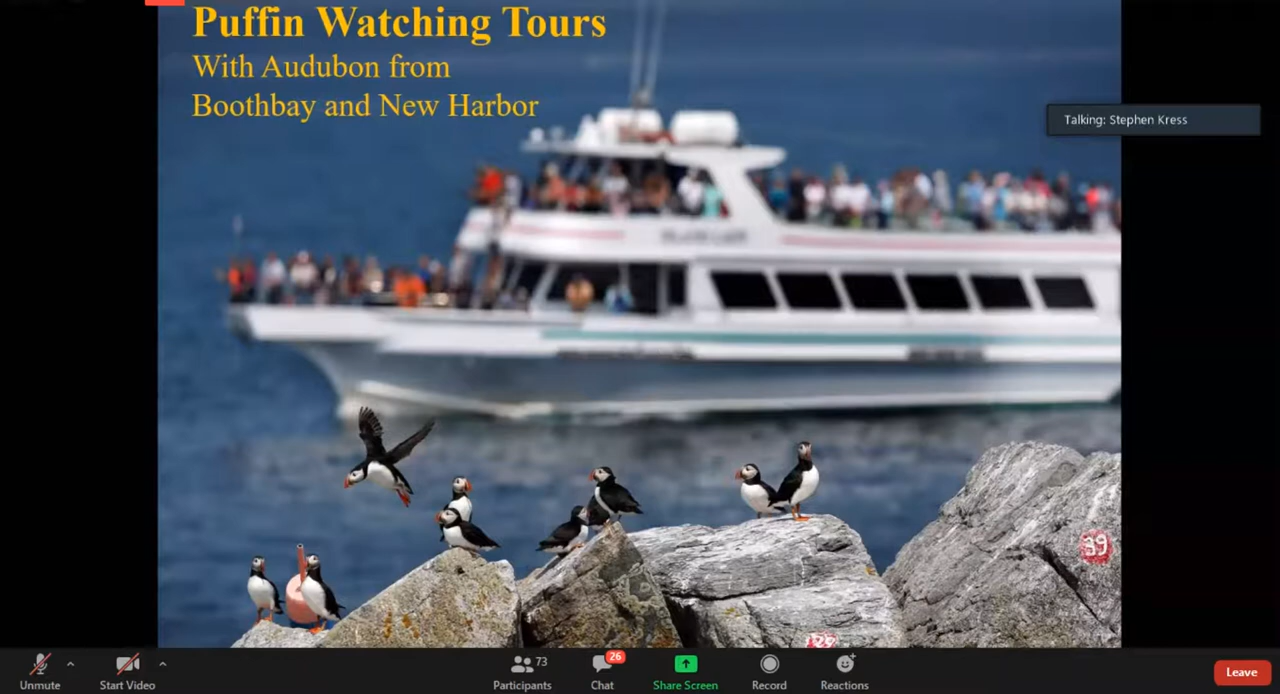 Puffin Watching Tours
With Audubon from
Boothbay and New Harbor
Talking: Stephen Kress
39
Unmute
Start Video
73
Participants
26
Chat
Share Screen
Record
Reactions
Leave